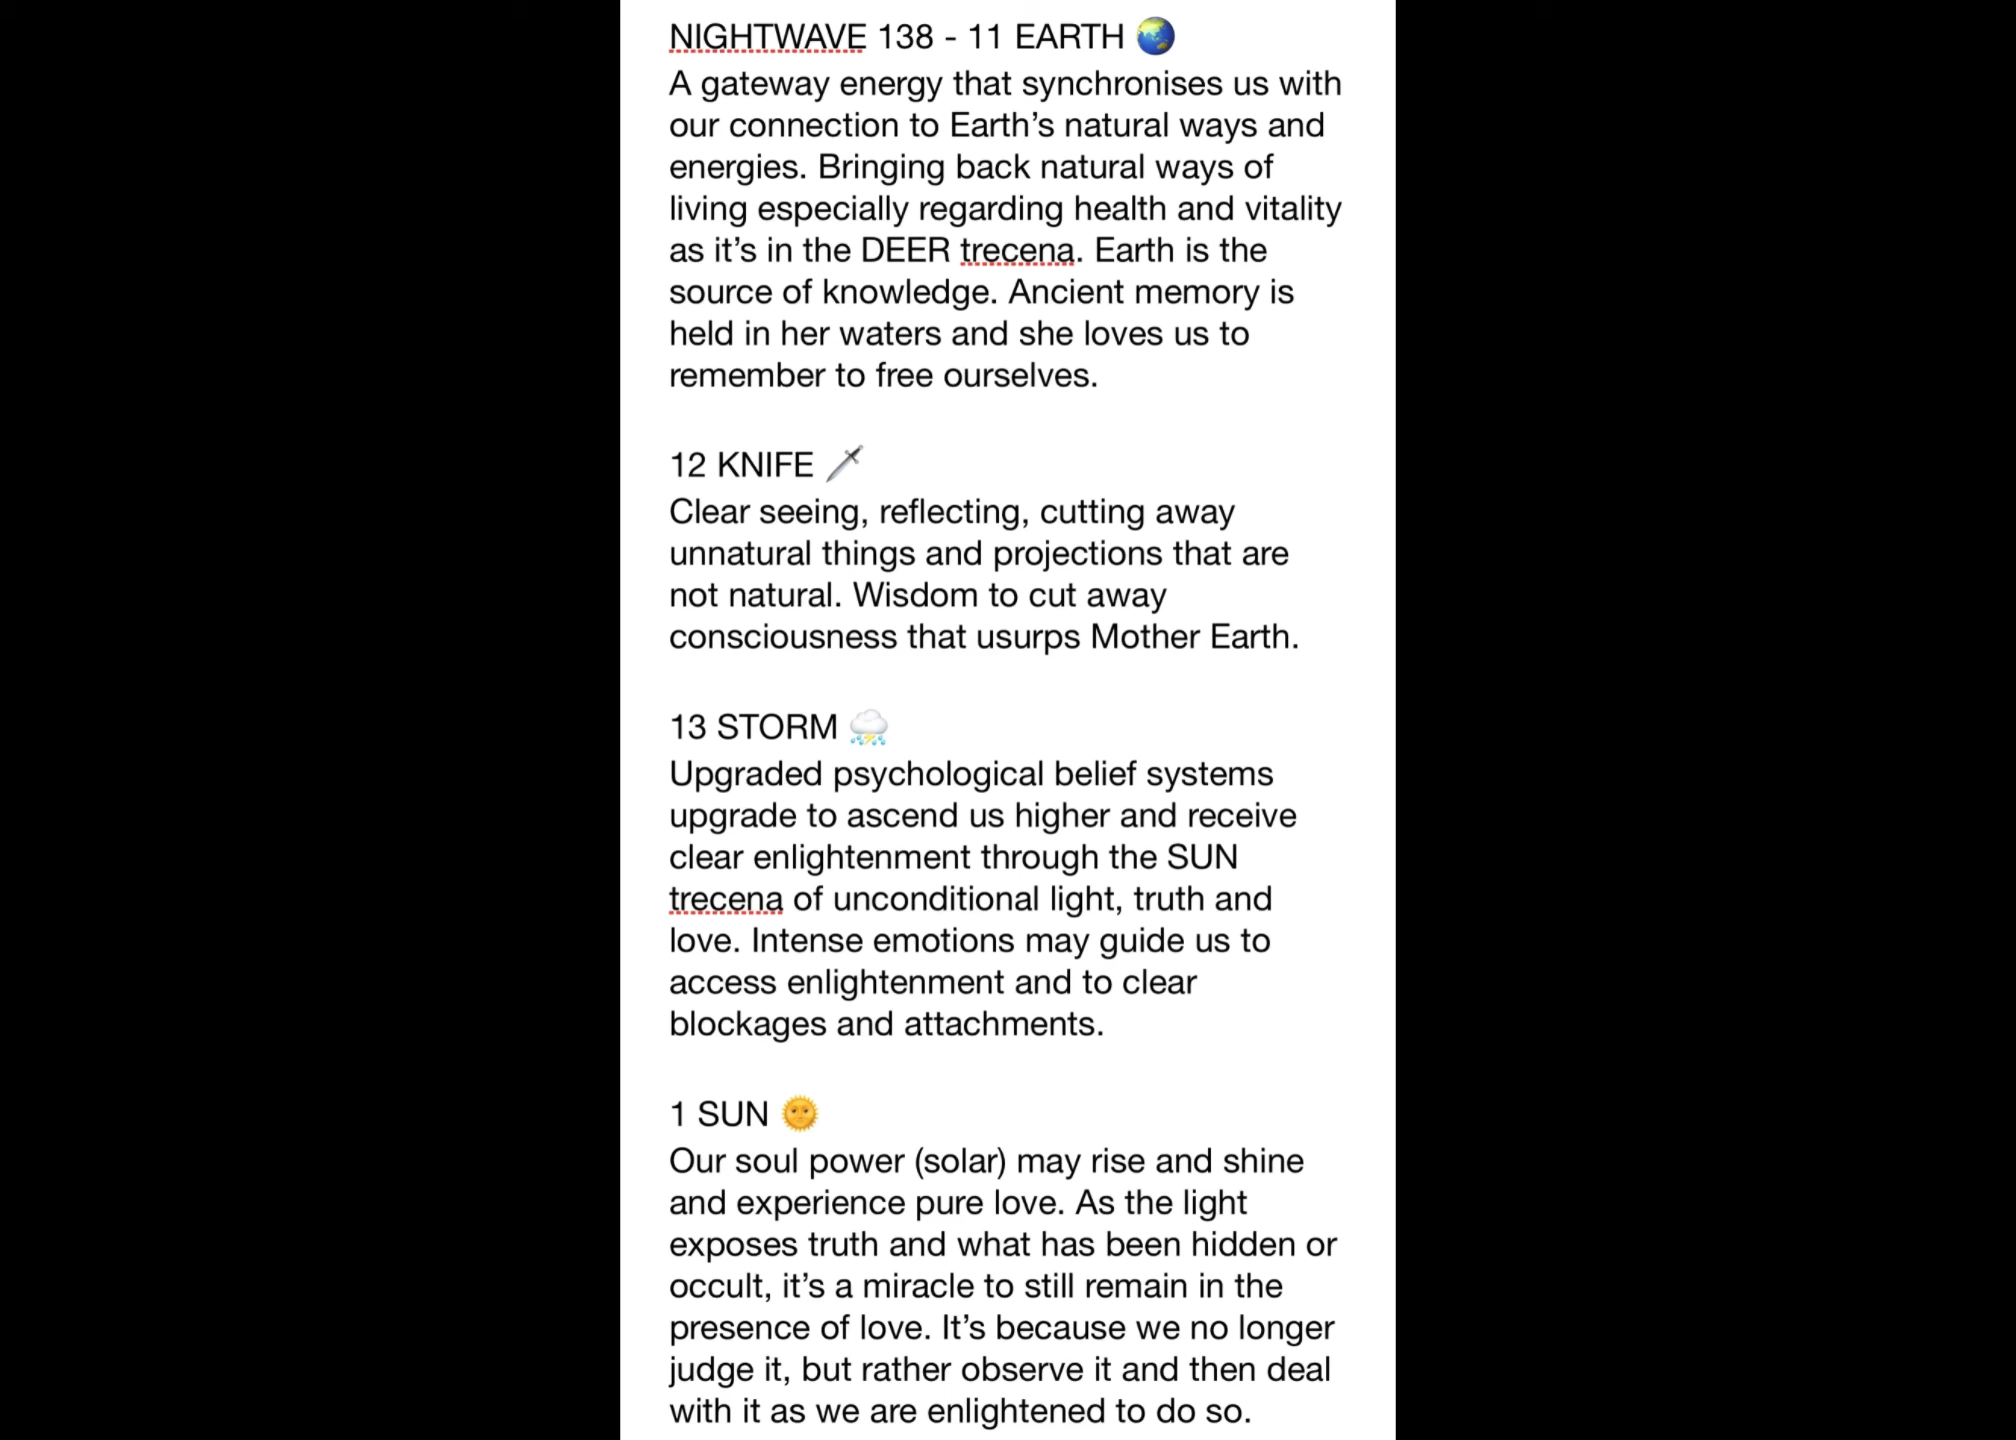 NIGHTWAVE 138 - 11 EARTH 🌏
A gateway energy that synchronises us with
our connection to Earth’s natural ways and
energies. Bringing back natural ways of
living especially regarding health and vitality
as it’s in the DEER trecena. Earth is the
source of knowledge. Ancient memory is
held in her waters and she loves us to
remember to free ourselves.
12 KNIFE 🗡️
Clear seeing, reflecting, cutting away
unnatural things and projections that are
not natural. Wisdom to cut away
consciousness that usurps Mother Earth.
13 STORM ⛈️
Upgraded psychological belief systems
upgrade to ascend us higher and receive
clear enlightenment through the SUN
trecena of unconditional light, truth and
love. Intense emotions may guide us to
access enlightenment and to clear
blockages and attachments.
1 SUN 🌞
Our soul power (solar) may rise and shine
and experience pure love. As the light
exposes truth and what has been hidden or
occult, it’s a miracle to still remain in the
presence of love. It’s because we no longer
judge it, but rather observe it and then deal
with it as we are enlightened to do so.